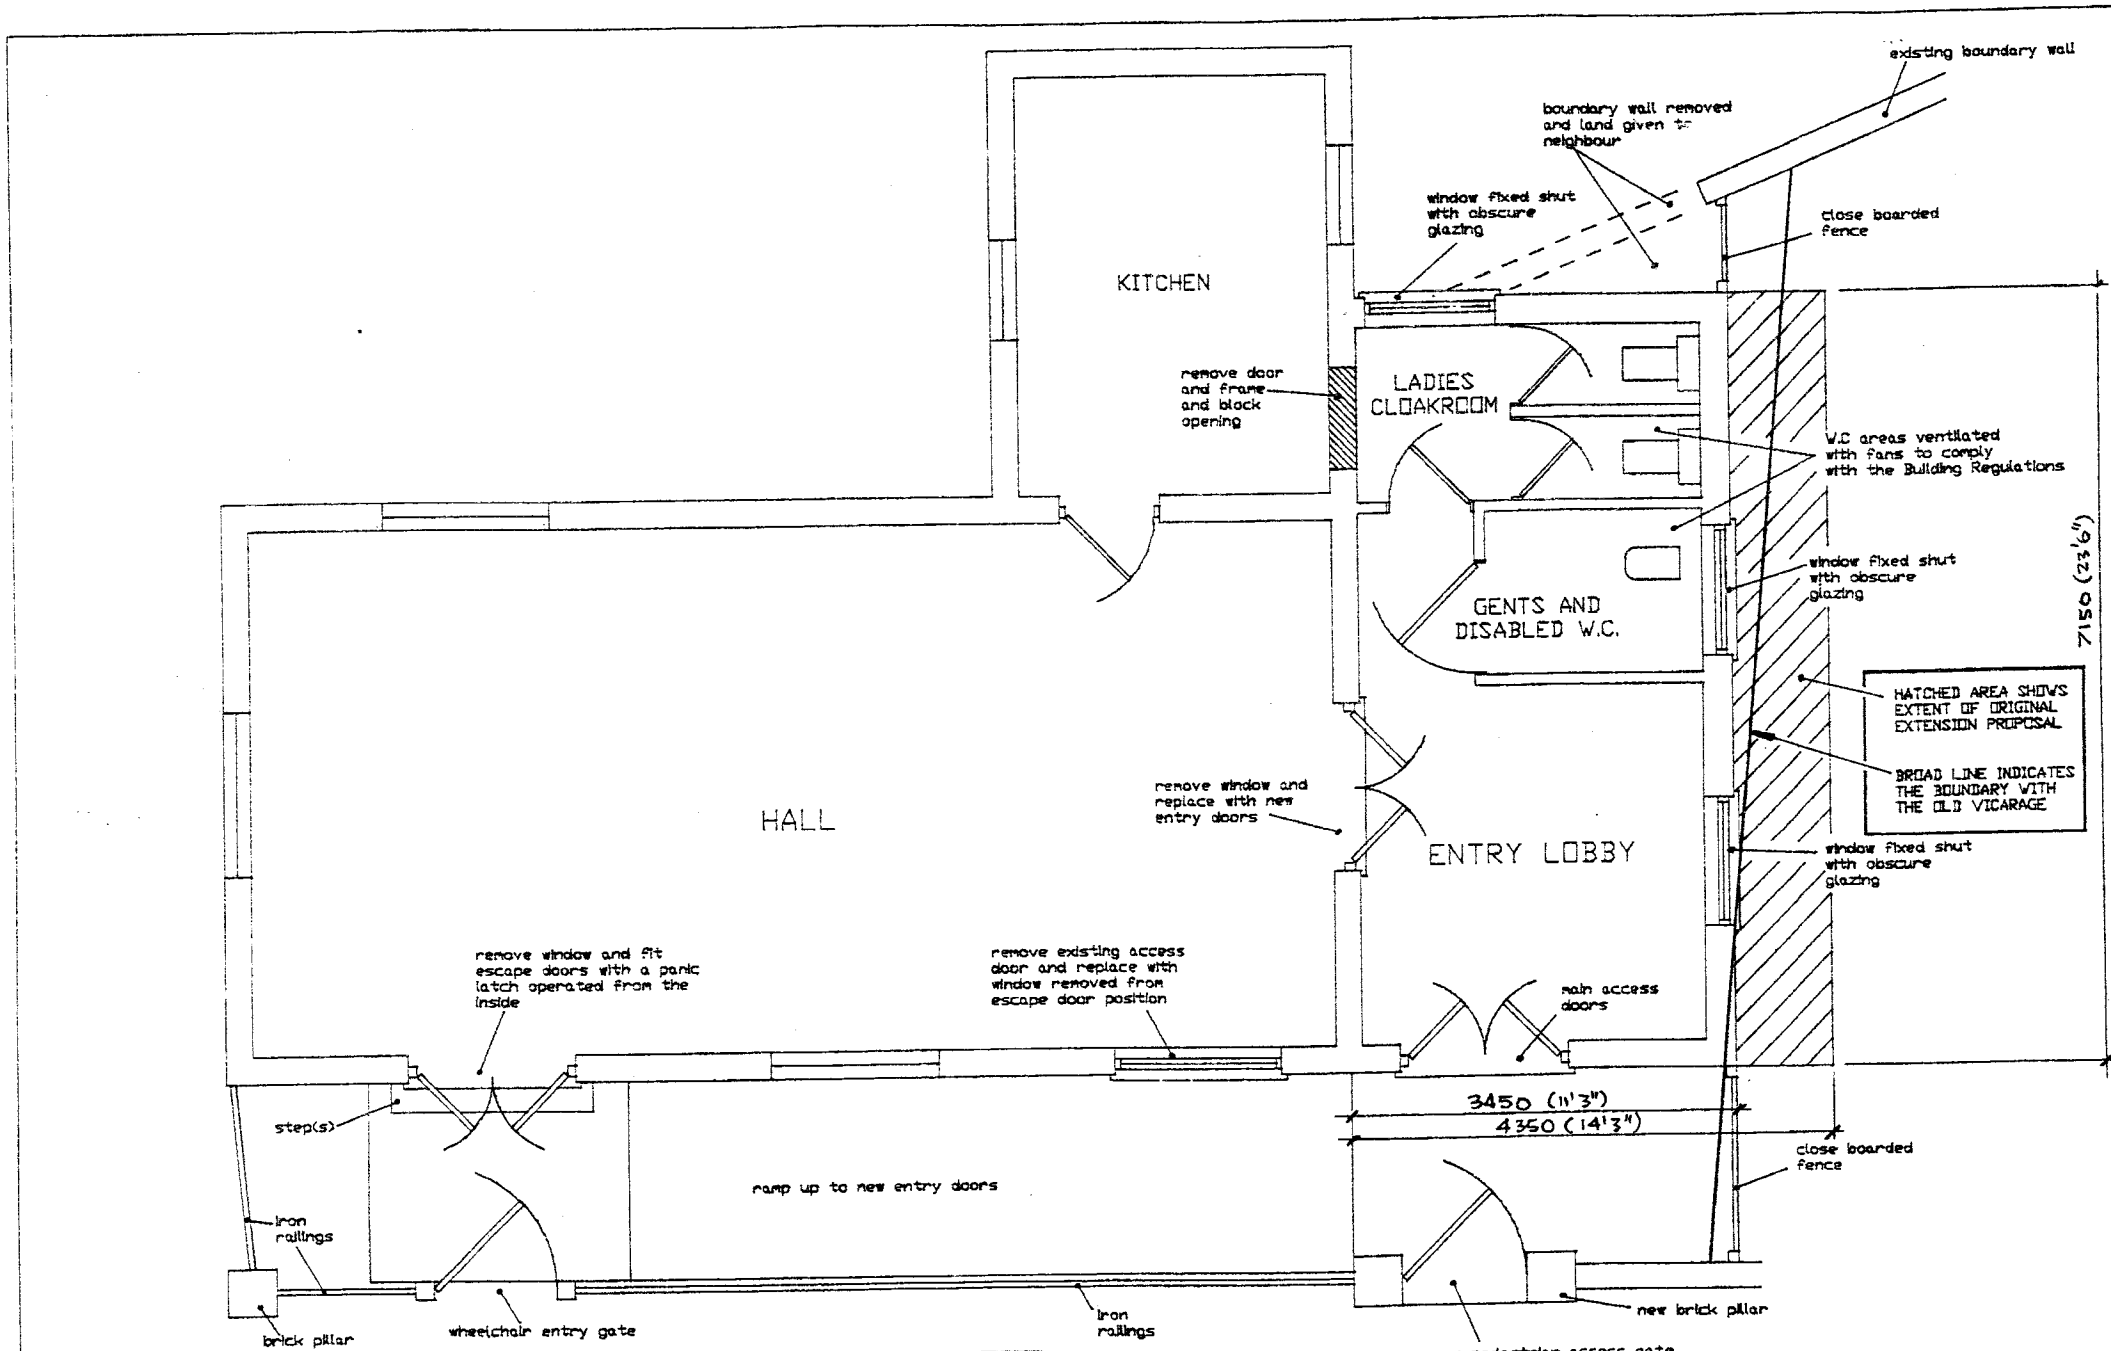 existing boundary wall
boundary wall removed
and land given to
neighbour
window fixed shut
with obscure
glazing
close boarded
fence
KITCHEN
remove door
and frame
and block
opening
LADIES
CLOAKROOM
W.C areas ventilated
with fans to comply
with the Building Regulations
7150 (23'6")
window fixed shut
with obscure
glazing
GENTS AND
DISABLED W.C.
HATCHED AREA SHOWS
EXTENT OF ORIGINAL
EXTENSION PROPOSAL
BROAD LINE INDICATES
THE BOUNDARY WITH
THE OLD VICARAGE
remove window and
replace with new
entry doors
HALL
ENTRY LOBBY
window fixed shut
with obscure
glazing
remove window and fit
escape doors with a panic
latch operated from the
inside
remove existing access
door and replace with
window removed from
escape door position
main access
doors
3450 (11'3")
4350 (14'3")
step(s)
close boarded
fence
ramp up to new entry doors
iron
railings
brick pillar
wheelchair entry gate
iron
railings
new brick pillar
access gate